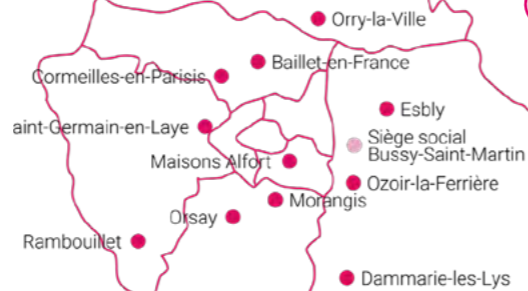 Orry-la-Ville
Baillet-en-France
Cormeilles-en-Parisis
Esbly
aint-Germain-en-Laye
Siège social
Bussy-Saint-Martin
Maisons Alfort
Ozoir-la-Ferrière
Morangis
Orsay
Rambouillet
Dammarie-les-Lys